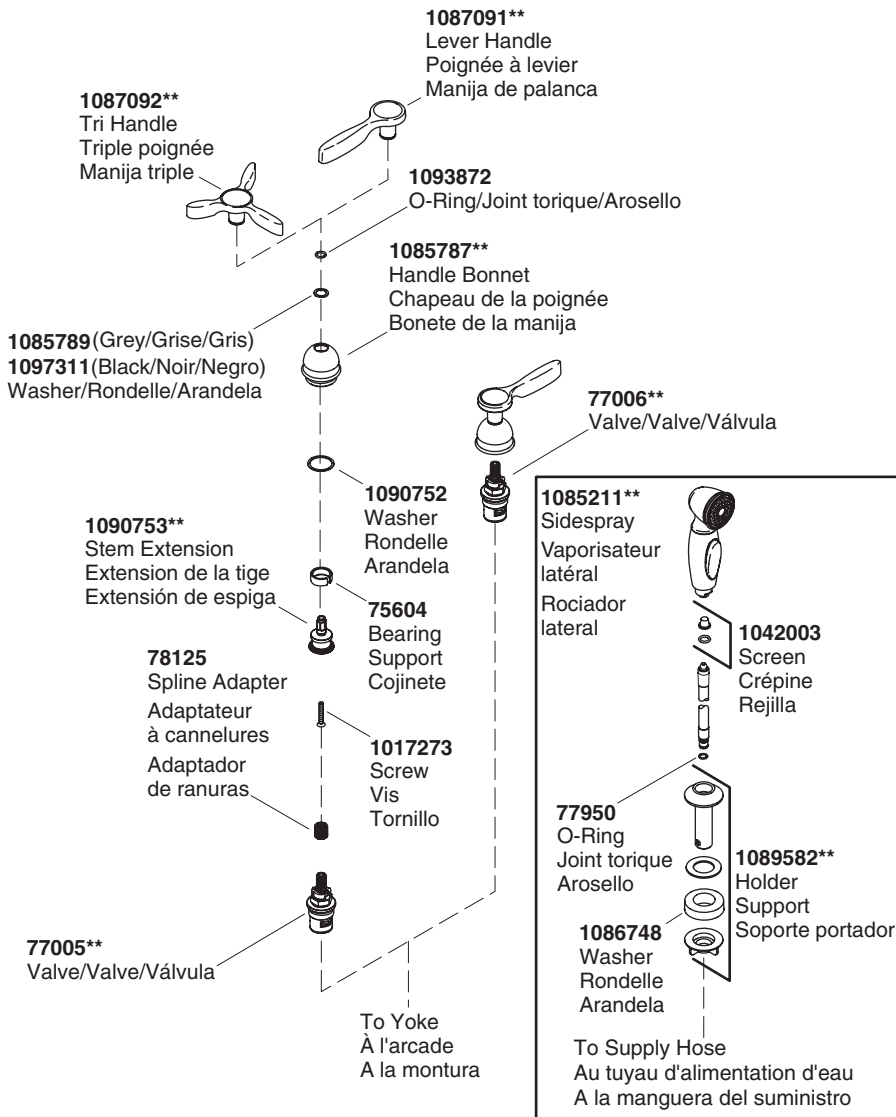 1087091**
Lever Handle
Poignée à levier
Manija de palanca
1087092**
Tri Handle
Triple poignée
Manija triple
1093872
O-Ring/Joint torique/Arosello
1085787**
Handle Bonnet
Chapeau de la poignée
Bonete de la manija
1085789 (Grey/Grise/Gris)
1097311 (Black/Noir/Negro)
Washer/Rondelle/Arandela
77006**
Valve/Valve/Válvula
1090752
Washer
Rondelle
Arandela
1090753**
Stem Extension
Extension de la tige
Extensión de espiga
75604
Bearing
Support
Cojinete
78125
Spline Adapter
Adaptateur
à cannelures
Adaptador
de ranuras
1017273
Screw
Vis
Tornillo
77005**
Valve/Valve/Válvula
To Yoke
À l'arcade
A la montura
1085211**
Sidespray
Vaporisateur
latéral
Rociador
lateral
1042003
Screen
Crépine
Rejilla
77950
O-Ring
Joint torique
Arosello
1089582**
Holder
Support
Soporte portador
1086748
Washer
Rondelle
Arandela
To Supply Hose
Au tuyau d'alimentation d'eau
A la manguera del suministro